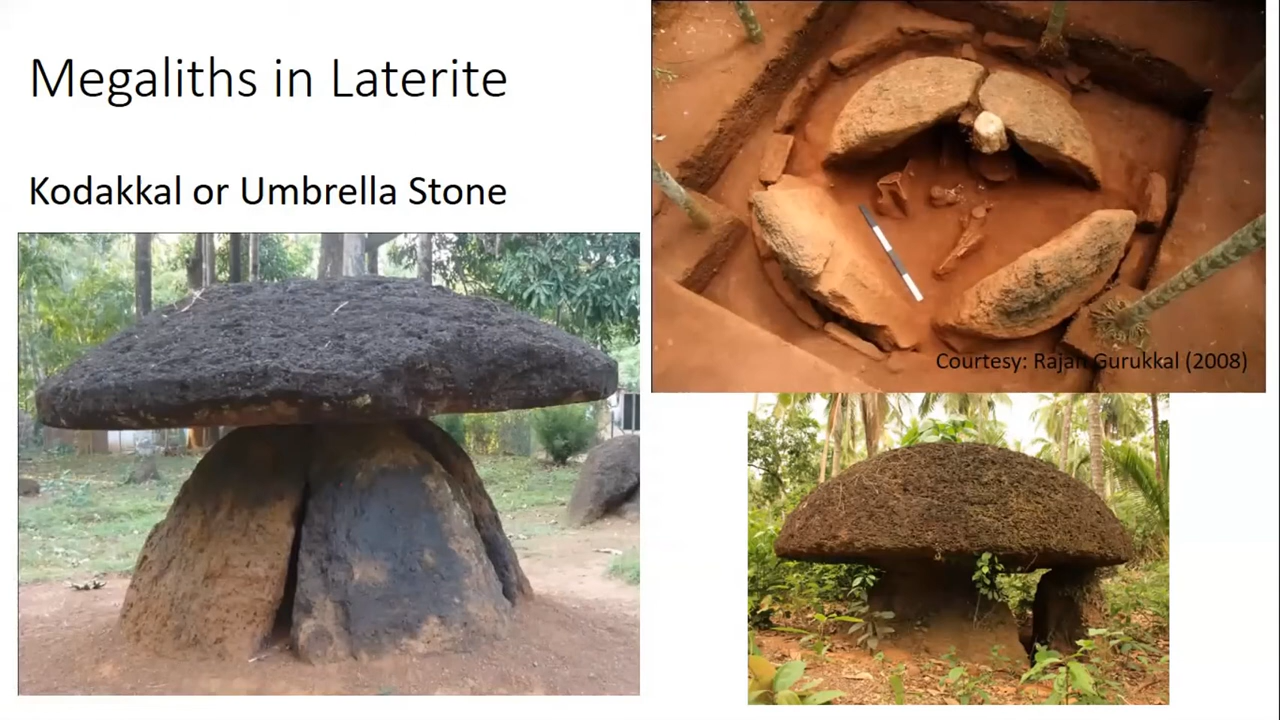 Megaliths in Laterite
Kodakkal or Umbrella Stone
Courtesy: Rajan Gurukkal (2008)